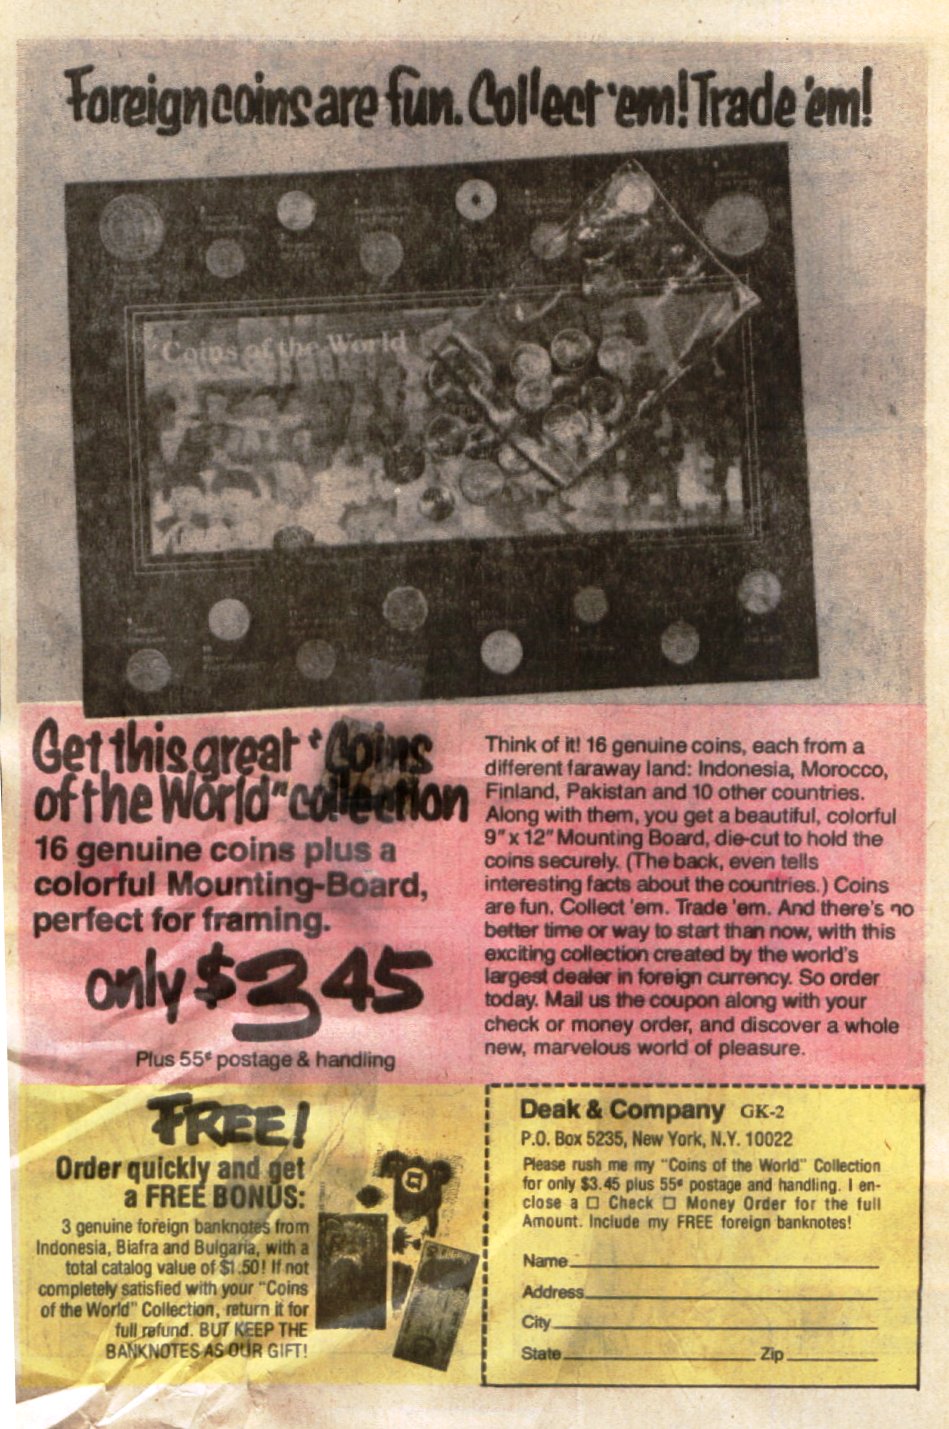 Foreign coins are fun. Collect 'em! Trade 'em!
Coins of the World
Get this great "Coins
of the World" collection
16 genuine coins plus a
colorful Mounting-Board,
perfect for framing.
only $3.45
Plus 55¢ postage & handling
Think of it! 16 genuine coins, each from a
different faraway land: Indonesia, Morocco,
Finland, Pakistan and 10 other countries.
Along with them, you get a beautiful, colorful
9" x 12" Mounting Board, die-cut to hold the
coins securely. (The back, even tells
interesting facts about the countries.) Coins
are fun. Collect 'em. Trade 'em. And there's no
better time or way to start than now, with this
exciting collection created by the world's
largest dealer in foreign currency. So order
today. Mail us the coupon along with your
check or money order, and discover a whole
new, marvelous world of pleasure.
FREE!
Order quickly and get
a FREE BONUS:
3 genuine foreign banknotes from
Indonesia, Biafra and Bulgaria, with a
total catalog value of $1.50! If not
completely satisfied with your "Coins
of the World" Collection, return it for
full refund. BUT KEEP THE
BANKNOTES AS OUR GIFT!
Deak & Company GK-2
P.O. Box 5235, New York, N.Y. 10022
Please rush me my "Coins of the World" Collection
for only $3.45 plus 55¢ postage and handling. I en-
close a ☐ Check ☐ Money Order for the full
Amount. Include my FREE foreign banknotes!
Name
Address
City
State Zip